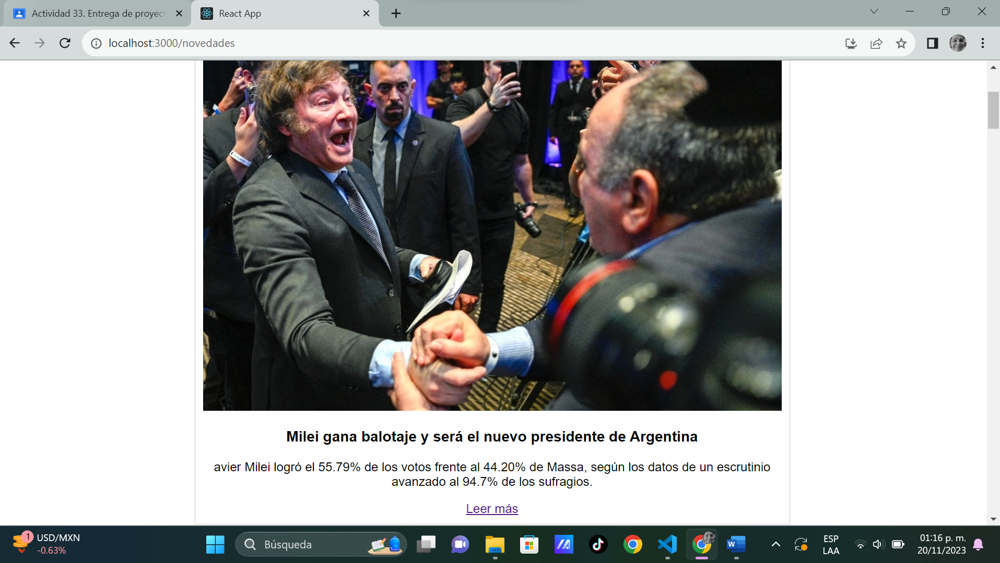 Actividad 33. Entrega de proyect
React App
localhost:3000/novedades
Milei gana balotaje y será el nuevo presidente de Argentina
avier Milei logró el 55.79% de los votos frente al 44.20% de Massa, según los datos de un escrutinio
avanzado al 94.7% de los sufragios.
Leer más
1
USD/MXN
-0.63%
Búsqueda
W
ESP
LAA
01:16 p. m.
20/11/2023